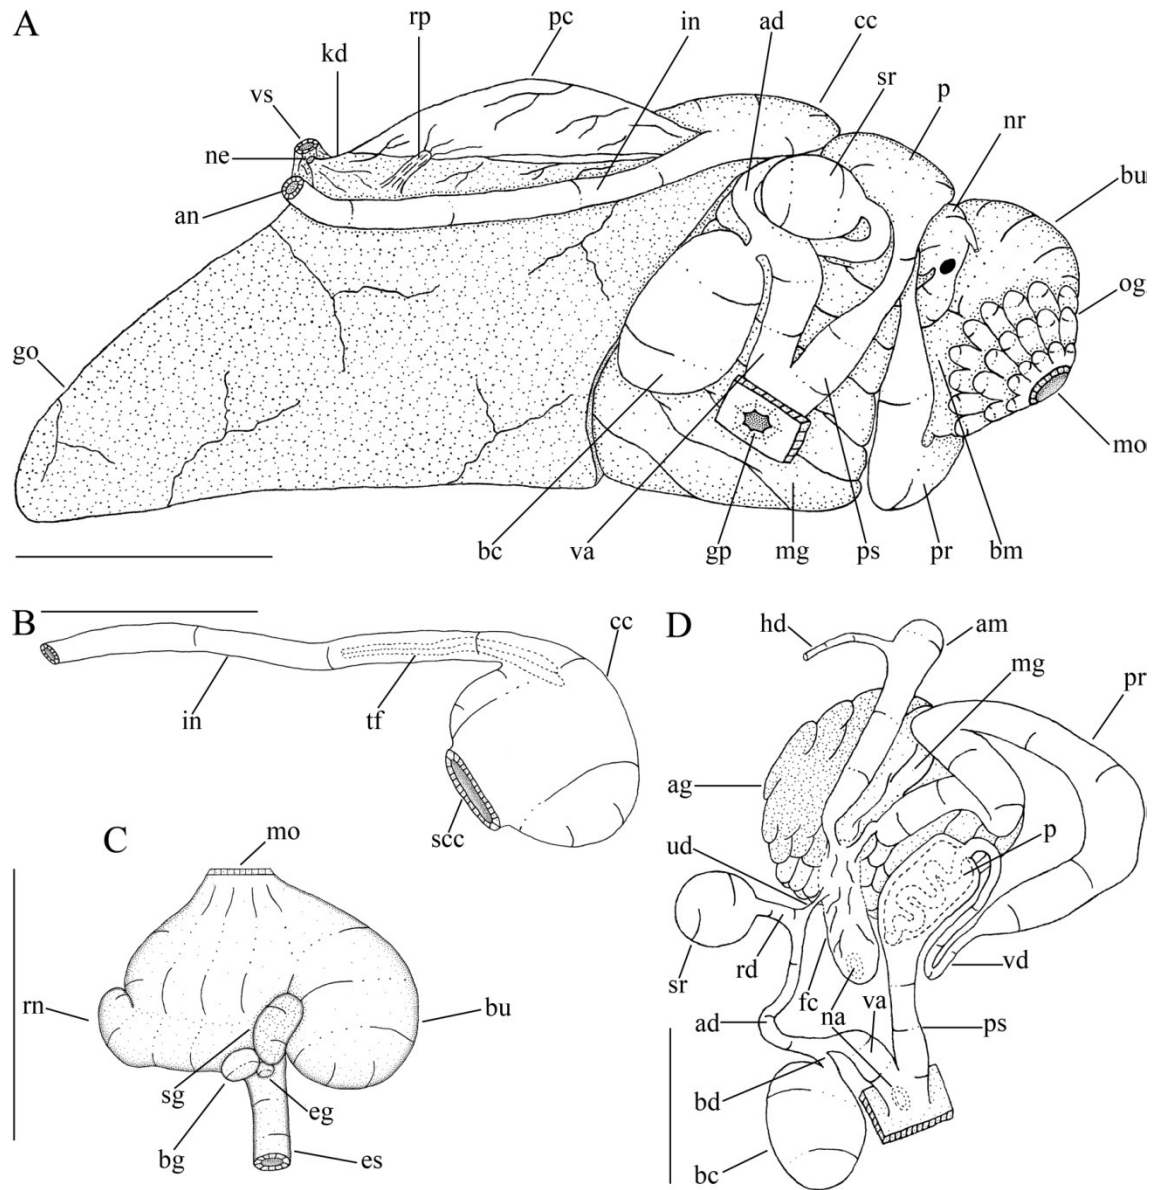 A
rp
pc
in
ad
cc
kd
sr
p
vs
nr
ne
bu
an
og
go
mo
bc
va
gp
mg
ps
pr
bm
B
cc
in
tf
scc
C
mo
rn
bu
sg
eg
bg
es
D
hd
am
mg
pr
ag
ud
p
sr
rd
fc
na
va
vd
ad
ps
bd
bc